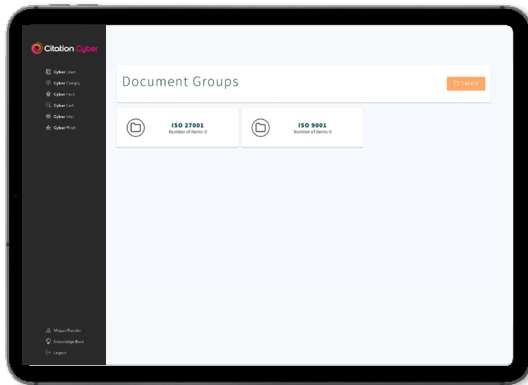 Citation Cyber
Cyber Learn
Cyber Comply
Cyber Hack
Cyber Cert
Cyber Intel
Cyber Phish
Document Groups
CREATE
ISO 27001
Number of items: 0
ISO 9001
Number of items: 0
Knowledge Base
Logout